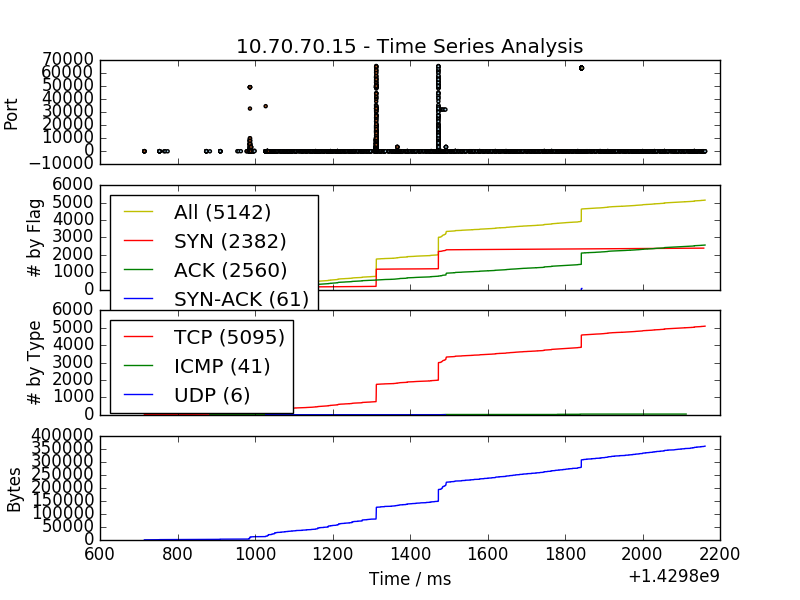 10.70.70.15 - Time Series Analysis
Port
70000
60000
50000
40000
30000
20000
10000
0
−10000
# by Flag
6000
5000
4000
3000
2000
1000
0
All (5142)
SYN (2382)
ACK (2560)
SYN-ACK (61)
# by Type
6000
5000
4000
3000
2000
1000
0
TCP (5095)
ICMP (41)
UDP (6)
Bytes
400000
350000
300000
250000
200000
150000
100000
50000
0
600 800 1000 1200 1400 1600 1800 2000 2200
Time / ms
+1.4298e9